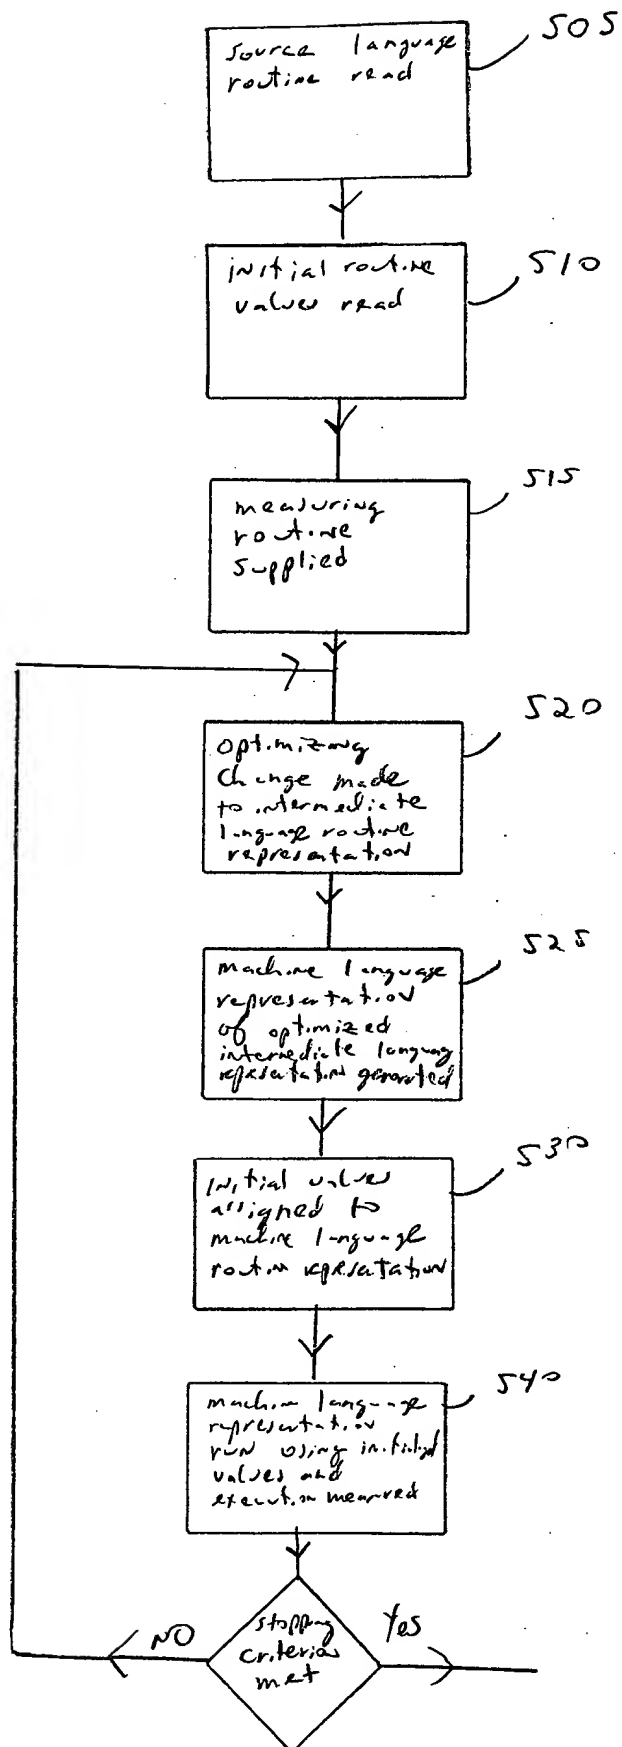 505
source language
routine read
510
initial routine
values read
515
measuring
routine
supplied
520
optimizing
change made
to intermediate
language routine
representation
525
machine language
representation
of optimized
intermediate language
representation generated
530
initial values
assigned to
machine language
routine representation
540
machine language
representation
run using initial
values and
execution measured
stopping
criterion
met
NO
Yes